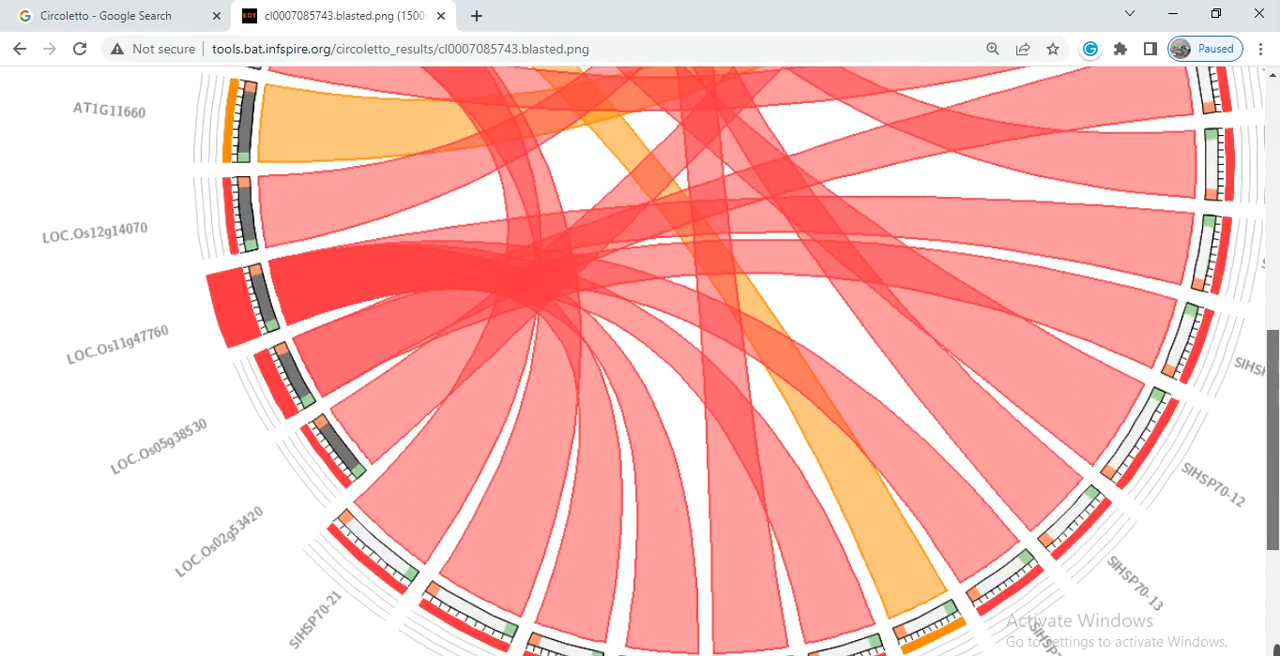 Circoletto - Google Search
BAT
cl0007085743.blasted.png (1500
Not secure
tools.bat.infspire.org/circoletto_results/cl0007085743.blasted.png
Paused
AT1G11660
LOC.Os12g14070
LOC.Os11g47760
LOC.Os05g38530
LOC.Os02g53420
SlHSP70-21
SlHSP70-12
SlHSP70-13
Activate Windows
Go to Settings to activate Windows.